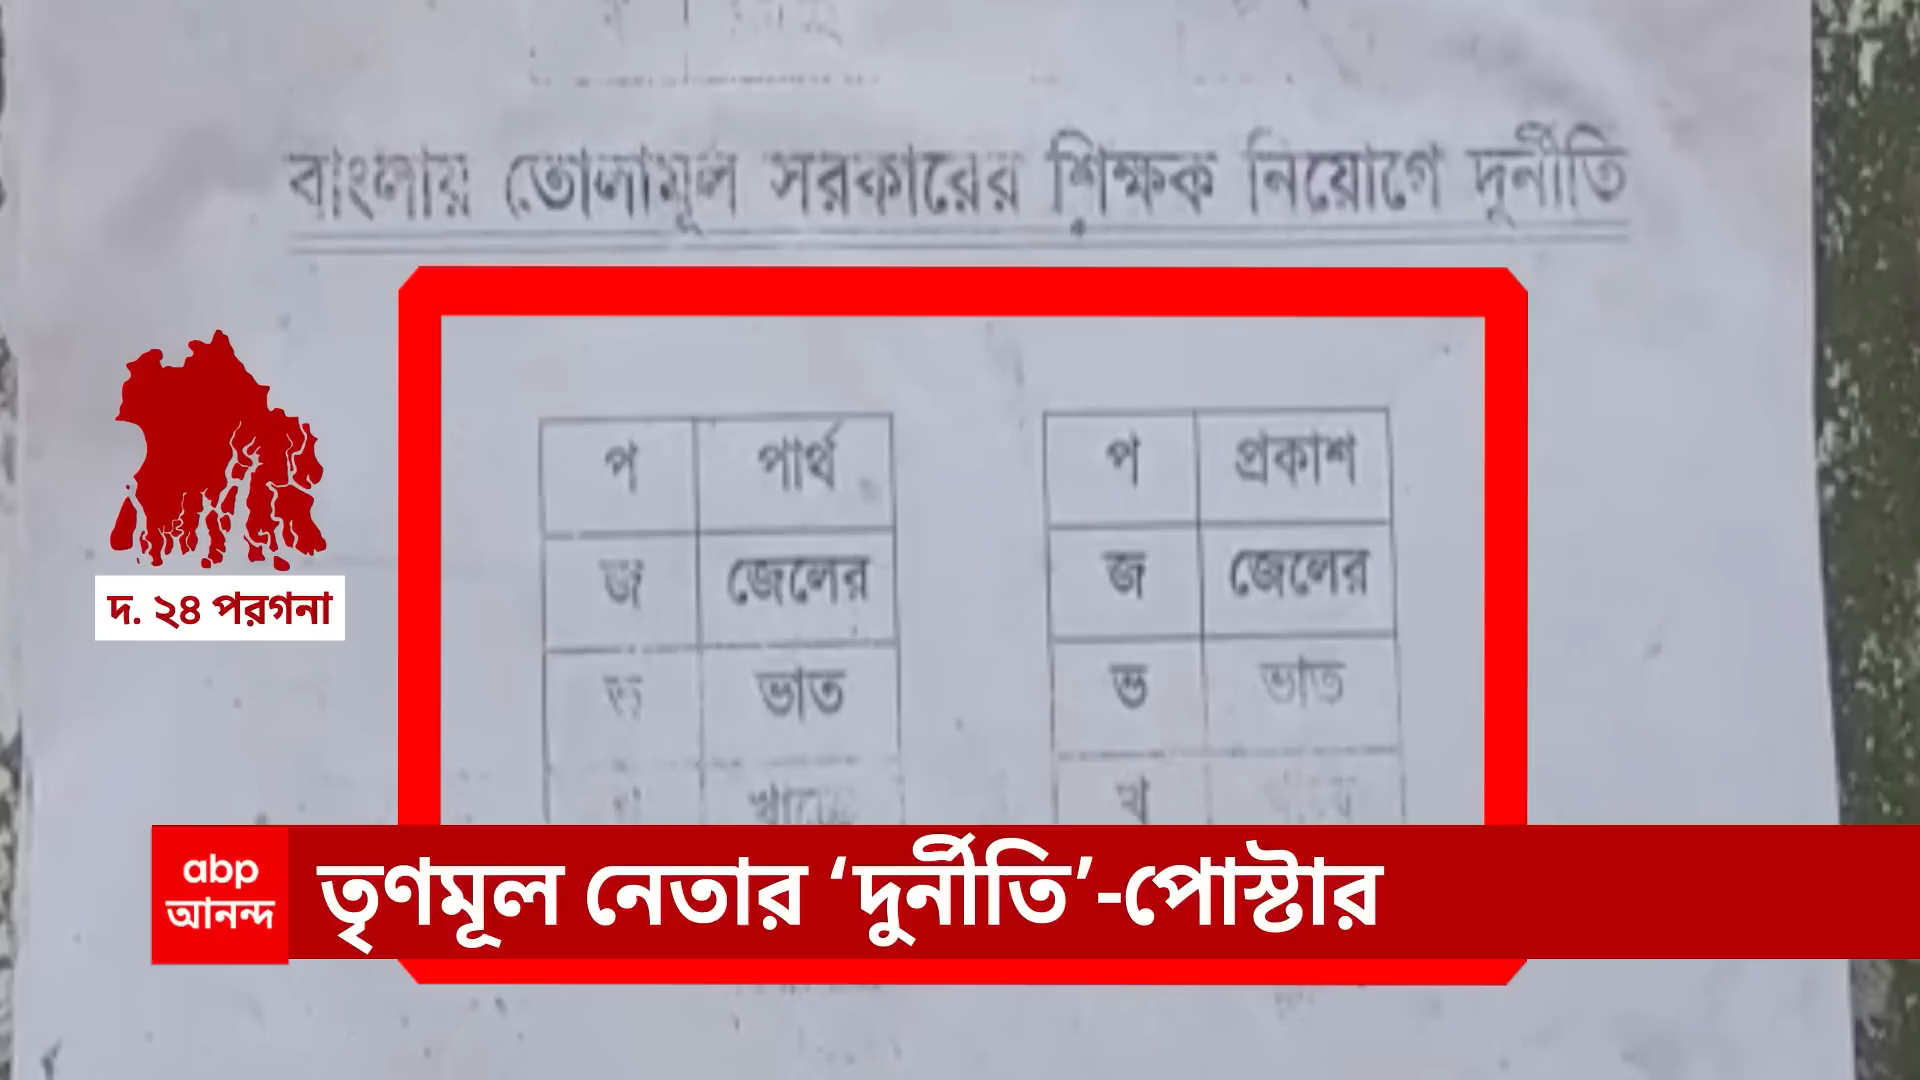 বাংলায় তোলামূল সরকারের শিক্ষক নিয়োগে দূর্নীতি
প পার্থ
জ জেলের
ভ ভাত
প প্রকাশ
জ জেলের
ভ ভাত
খ
দ. ২৪ পরগনা
abp
আনন্দ
তৃণমূল নেতার ‘দুর্নীতি’-পোস্টার